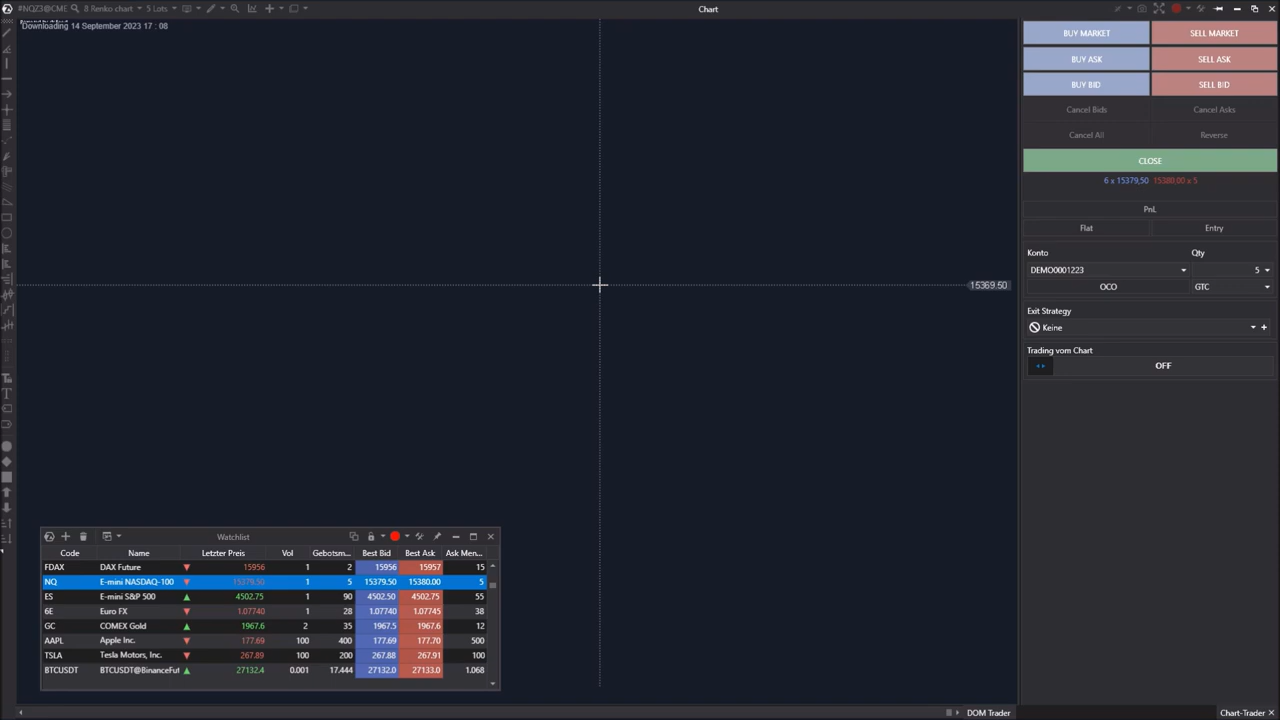 #NQZ3@CME 8 Renko chart 5 Lots Chart
Downloading 14 September 2023 17 : 08
BUY MARKET SELL MARKET
BUY ASK SELL ASK
BUY BID SELL BID
Cancel Bids Cancel Asks
Cancel All Reverse
CLOSE
6 x 15379,50 15380,00 x 5
PnL
Flat Entry
Konto Qty
DEMO0001223 5
OCO GTC
15369.50
Exit Strategy
Keine
Trading vom Chart
OFF
Watchlist
Code Name Letzter Preis Vol Gebotsm... Best Bid Best Ask Ask Men...
FDAX DAX Future 15956 1 2 15956 15957 15
NQ E-mini NASDAQ-100 15379.50 1 5 15379.50 15380.00 5
ES E-mini S&P 500 4502.75 1 90 4502.50 4502.75 55
6E Euro FX 1.07740 1 28 1.07740 1.07745 38
GC COMEX Gold 1967.6 2 35 1967.5 1967.6 12
AAPL Apple Inc. 177.69 100 400 177.69 177.70 500
TSLA Tesla Motors, Inc. 267.89 100 200 267.88 267.91 100
BTCUSDT BTCUSDT@BinanceFut 27132.4 0.001 17.444 27132.0 27133.0 1.068
DOM Trader Chart-Trader